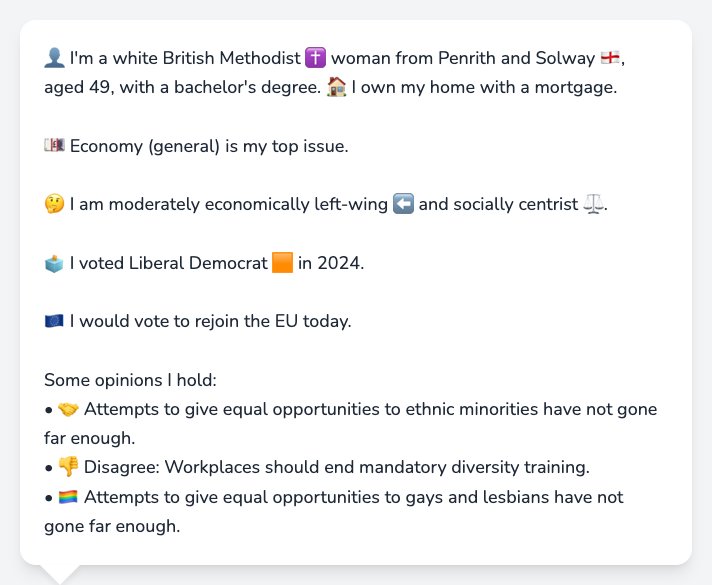 👤 I'm a white British Methodist ✝️ woman from Penrith and Solway 🏴󠁧󠁢󠁥󠁮󠁧󠁿,
aged 49, with a bachelor's degree. 🏠 I own my home with a mortgage.
💷 Economy (general) is my top issue.
🤔 I am moderately economically left-wing ⬅️ and socially centrist ⚖️.
🗳️ I voted Liberal Democrat 🟧 in 2024.
🇪🇺 I would vote to rejoin the EU today.
Some opinions I hold:
• 🤝 Attempts to give equal opportunities to ethnic minorities have not gone
far enough.
• 👎 Disagree: Workplaces should end mandatory diversity training.
• 🏳️‍🌈 Attempts to give equal opportunities to gays and lesbians have not
gone far enough.